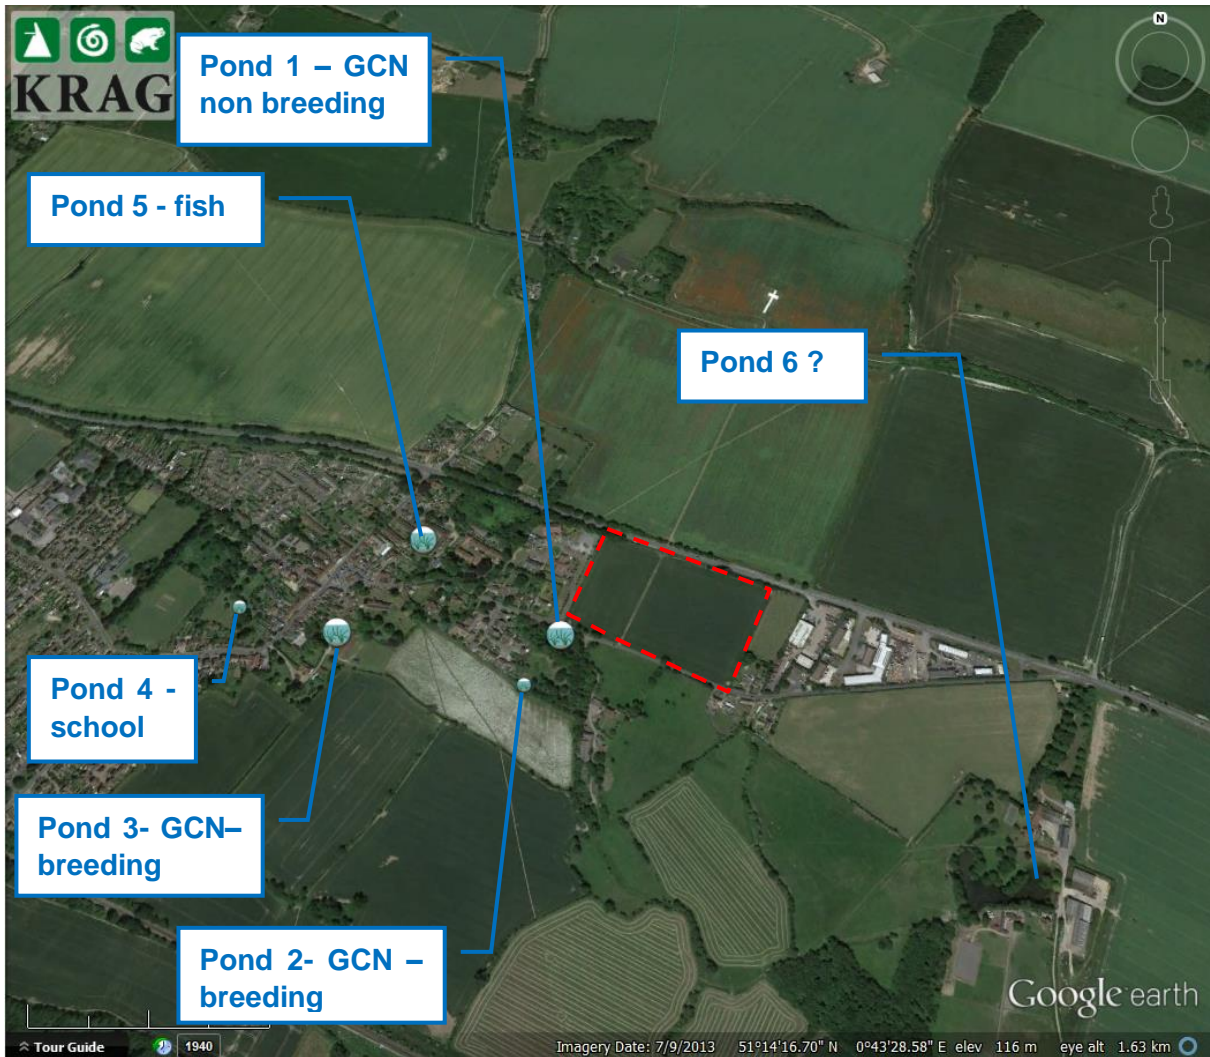 KRAG
Pond 1 – GCN
non breeding
Pond 5 - fish
N
Pond 6 ?
Pond 4 -
school
Pond 3- GCN–
breeding
Pond 2- GCN –
breeding
Google earth
Tour Guide
1940
Imagery Date: 7/9/2013 51°14'16.70" N 0°43'28.58" E elev 116 m eye alt 1.63 km